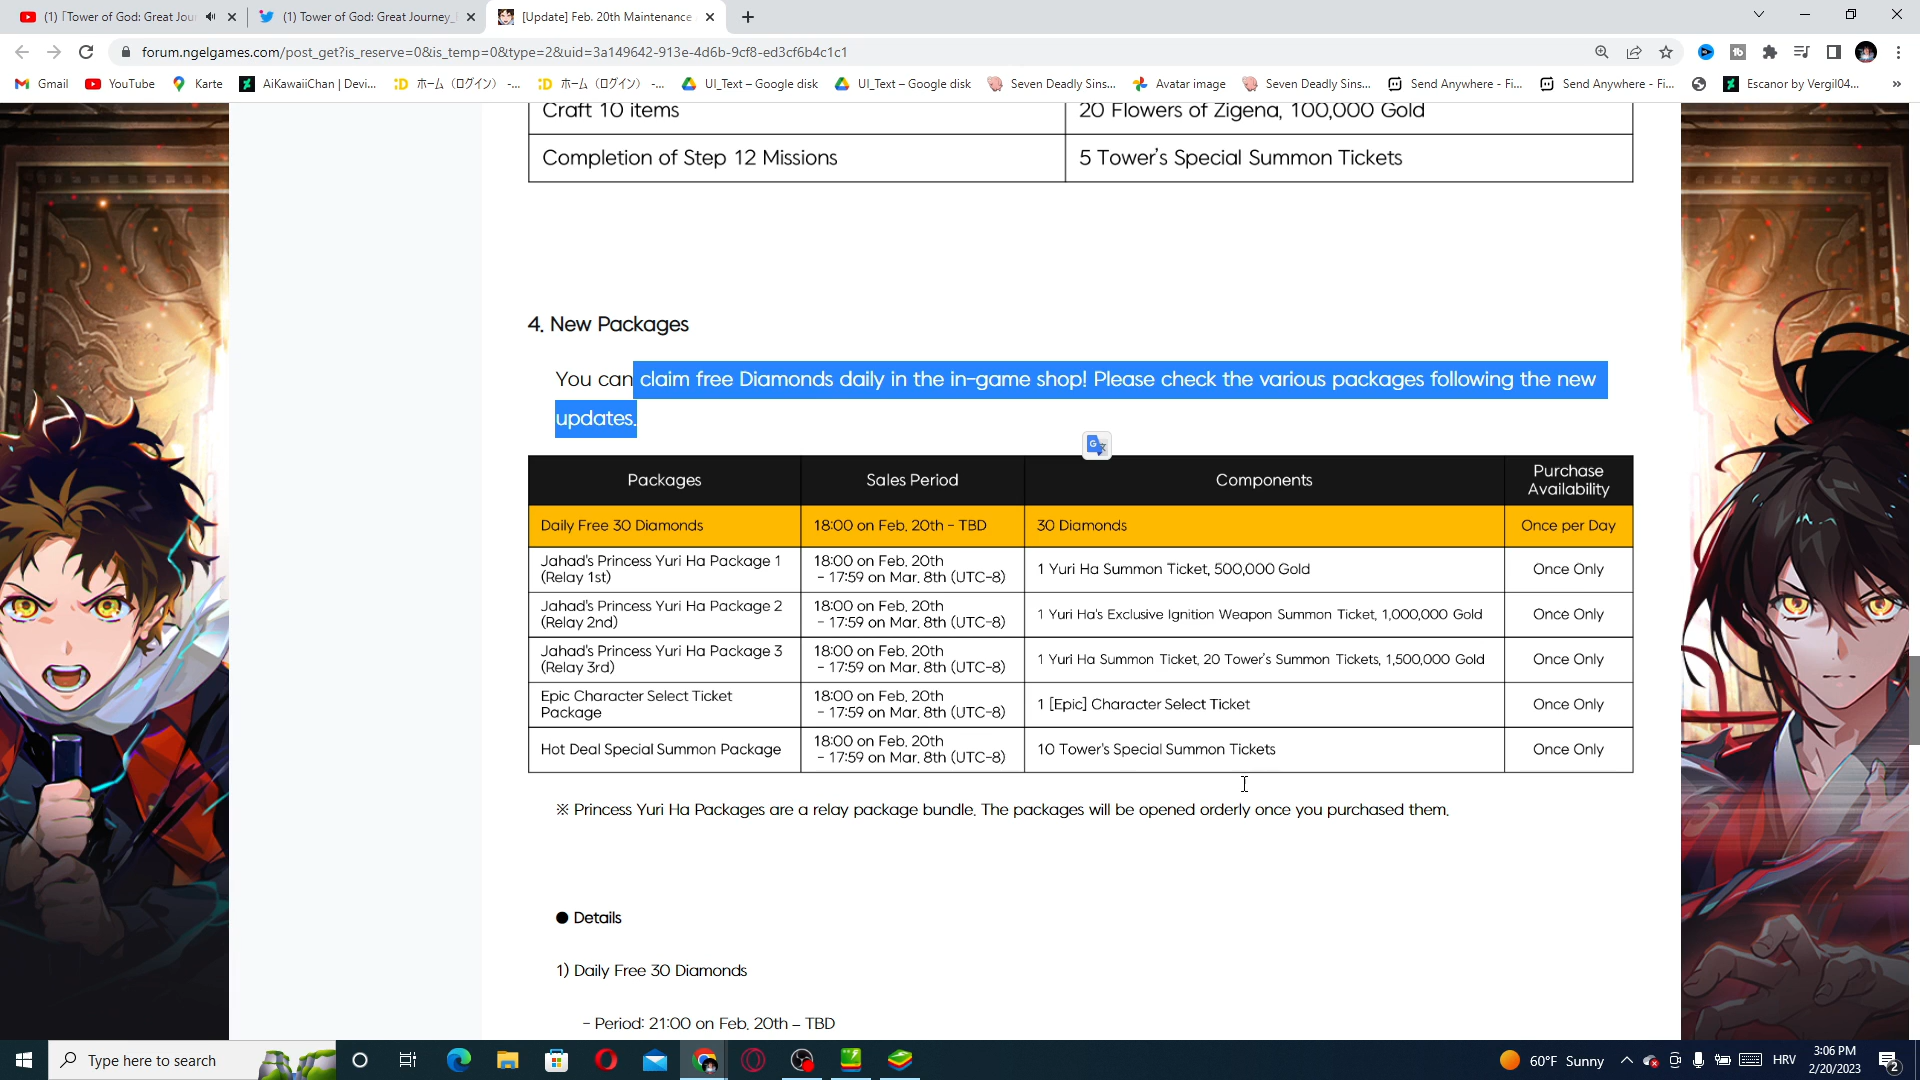 (1) 「Tower of God: Great Jour
(1) Tower of God: Great Journey_
[Update] Feb. 20th Maintenance
forum.ngelgames.com/post_get?is_reserve=0&is_temp=0&type=2&uid=3a149642-913e-4d6b-9cf8-ed3cf6b4c1c1
Gmail YouTube Karte AiKawaiiChan | Devi... ホーム（ログイン） -... ホーム（ログイン） -... UI_Text – Google disk UI_Text – Google disk Seven Deadly Sins... Avatar image Seven Deadly Sins... Send Anywhere - Fi... Send Anywhere - Fi... Escanor by Vergil04... »
Craft 10 items 20 Flowers of Zigena, 100,000 Gold
Completion of Step 12 Missions 5 Tower's Special Summon Tickets
4. New Packages
You can claim free Diamonds daily in the in-game shop! Please check the various packages following the new
updates.
Packages Sales Period Components Purchase Availability
Daily Free 30 Diamonds 18:00 on Feb. 20th – TBD 30 Diamonds Once per Day
Jahad's Princess Yuri Ha Package 1 (Relay 1st) 18:00 on Feb. 20th – 17:59 on Mar. 8th (UTC-8) 1 Yuri Ha Summon Ticket, 500,000 Gold Once Only
Jahad's Princess Yuri Ha Package 2 (Relay 2nd) 18:00 on Feb. 20th – 17:59 on Mar. 8th (UTC-8) 1 Yuri Ha's Exclusive Ignition Weapon Summon Ticket, 1,000,000 Gold Once Only
Jahad's Princess Yuri Ha Package 3 (Relay 3rd) 18:00 on Feb. 20th – 17:59 on Mar. 8th (UTC-8) 1 Yuri Ha Summon Ticket, 20 Tower's Summon Tickets, 1,500,000 Gold Once Only
Epic Character Select Ticket Package 18:00 on Feb. 20th – 17:59 on Mar. 8th (UTC-8) 1 [Epic] Character Select Ticket Once Only
Hot Deal Special Summon Package 18:00 on Feb. 20th – 17:59 on Mar. 8th (UTC-8) 10 Tower's Special Summon Tickets Once Only
※ Princess Yuri Ha Packages are a relay package bundle. The packages will be opened orderly once you purchased them.
● Details
1) Daily Free 30 Diamonds
– Period: 21:00 on Feb. 20th – TBD
Type here to search
60°F Sunny
HRV
3:06 PM
2/20/2023
2